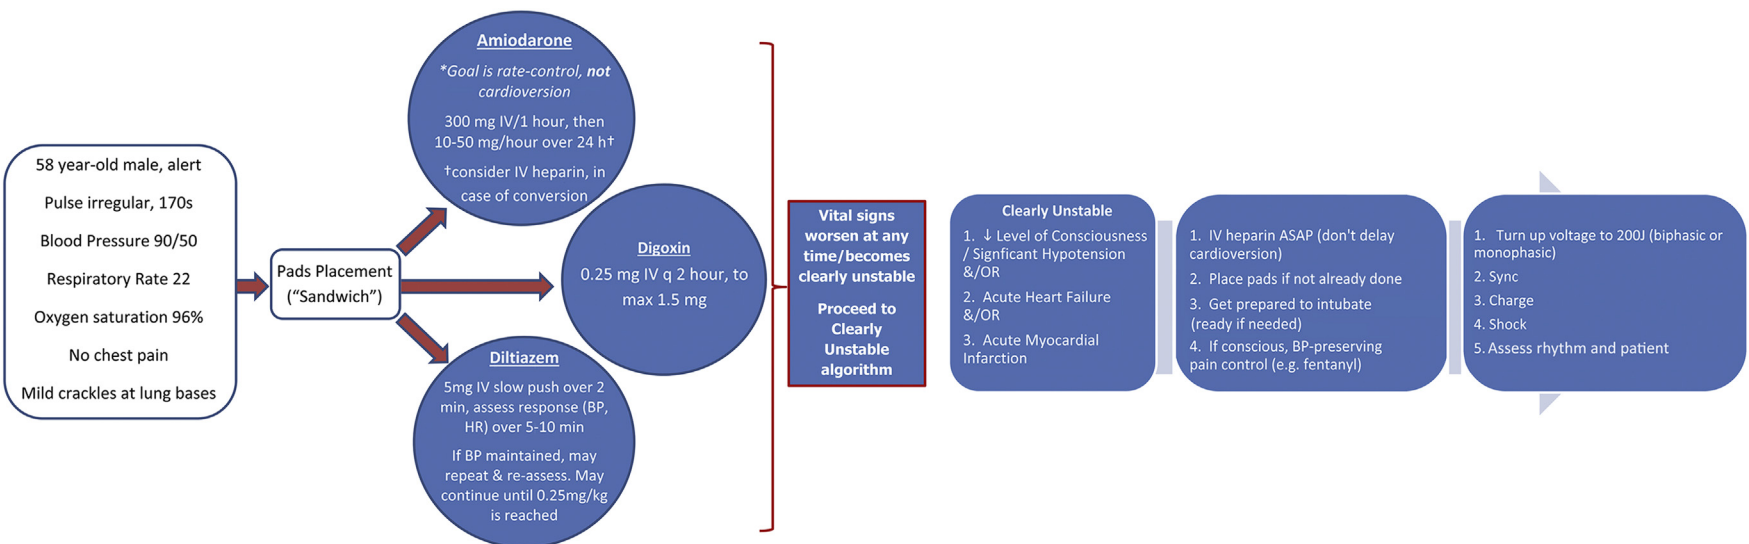 58 year-old male, alert
Pulse irregular, 170s
Blood Pressure 90/50
Respiratory Rate 22
Oxygen saturation 96%
No chest pain
Mild crackles at lung bases
Pads Placement
(“Sandwich”)
Amiodarone
*Goal is rate-control, not
cardioversion
300 mg IV/1 hour, then
10-50 mg/hour over 24 h†
†consider IV heparin, in
case of conversion
Digoxin
0.25 mg IV q 2 hour, to
max 1.5 mg
Diltiazem
5mg IV slow push over 2
min, assess response (BP,
HR) over 5-10 min
If BP maintained, may
repeat & re-assess. May
continue until 0.25mg/kg
is reached
Vital signs
worsen at any
time/becomes
clearly unstable
Proceed to
Clearly
Unstable
algorithm
Clearly Unstable
1. ↓ Level of Consciousness
/ Signficant Hypotension
&/OR
2. Acute Heart Failure
&/OR
3. Acute Myocardial
Infarction
1. IV heparin ASAP (don't delay
cardioversion)
2. Place pads if not already done
3. Get prepared to intubate
(ready if needed)
4. If conscious, BP-preserving
pain control (e.g. fentanyl)
1. Turn up voltage to 200J (biphasic or
monophasic)
2. Sync
3. Charge
4. Shock
5. Assess rhythm and patient